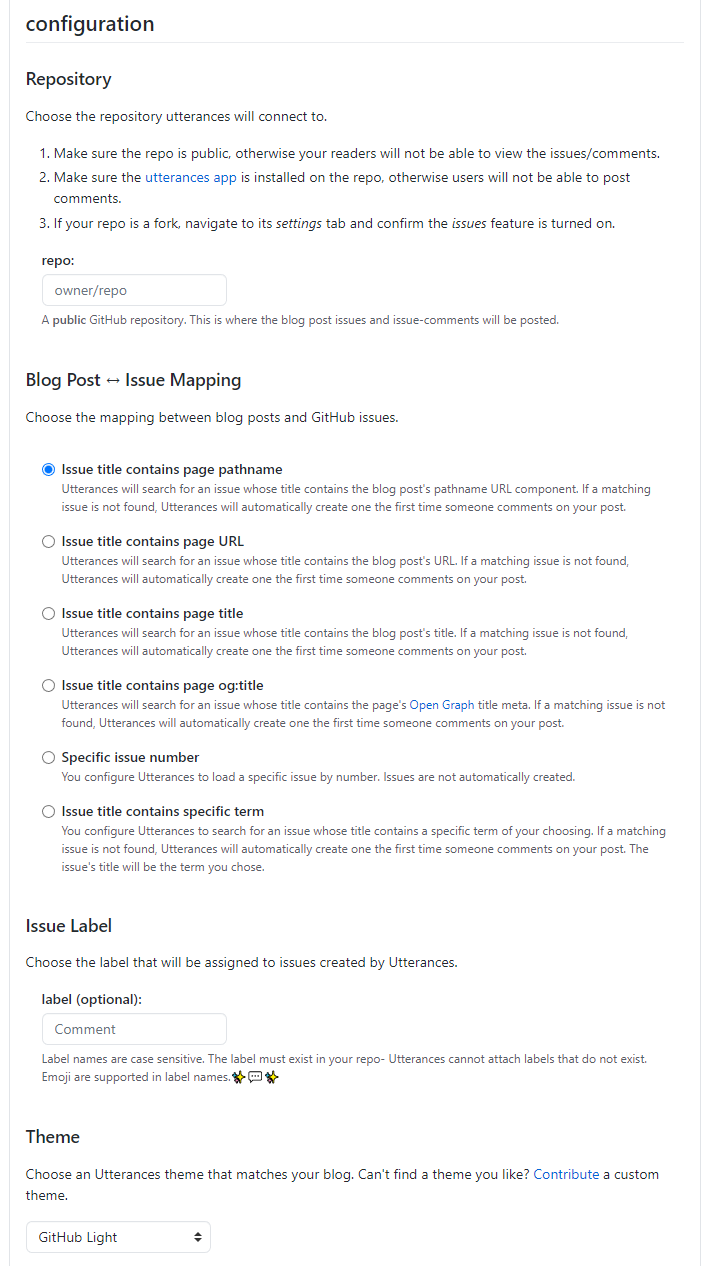 configuration
Repository
Choose the repository utterances will connect to.
1. Make sure the repo is public, otherwise your readers will not be able to view the issues/comments.
2. Make sure the utterances app is installed on the repo, otherwise users will not be able to post
comments.
3. If your repo is a fork, navigate to its settings tab and confirm the issues feature is turned on.
repo:
owner/repo
A public GitHub repository. This is where the blog post issues and issue-comments will be posted.
Blog Post ↔ Issue Mapping
Choose the mapping between blog posts and GitHub issues.
Issue title contains page pathname
Utterances will search for an issue whose title contains the blog post's pathname URL component. If a matching
issue is not found, Utterances will automatically create one the first time someone comments on your post.
Issue title contains page URL
Utterances will search for an issue whose title contains the blog post's URL. If a matching issue is not found,
Utterances will automatically create one the first time someone comments on your post.
Issue title contains page title
Utterances will search for an issue whose title contains the blog post's title. If a matching issue is not found,
Utterances will automatically create one the first time someone comments on your post.
Issue title contains page og:title
Utterances will search for an issue whose title contains the page's Open Graph title meta. If a matching issue is not
found, Utterances will automatically create one the first time someone comments on your post.
Specific issue number
You configure Utterances to load a specific issue by number. Issues are not automatically created.
Issue title contains specific term
You configure Utterances to search for an issue whose title contains a specific term of your choosing. If a matching
issue is not found, Utterances will automatically create one the first time someone comments on your post. The
issue's title will be the term you chose.
Issue Label
Choose the label that will be assigned to issues created by Utterances.
label (optional):
Comment
Label names are case sensitive. The label must exist in your repo- Utterances cannot attach labels that do not exist.
Emoji are supported in label names.✨💬✨
Theme
Choose an Utterances theme that matches your blog. Can't find a theme you like? Contribute a custom
theme.
GitHub Light